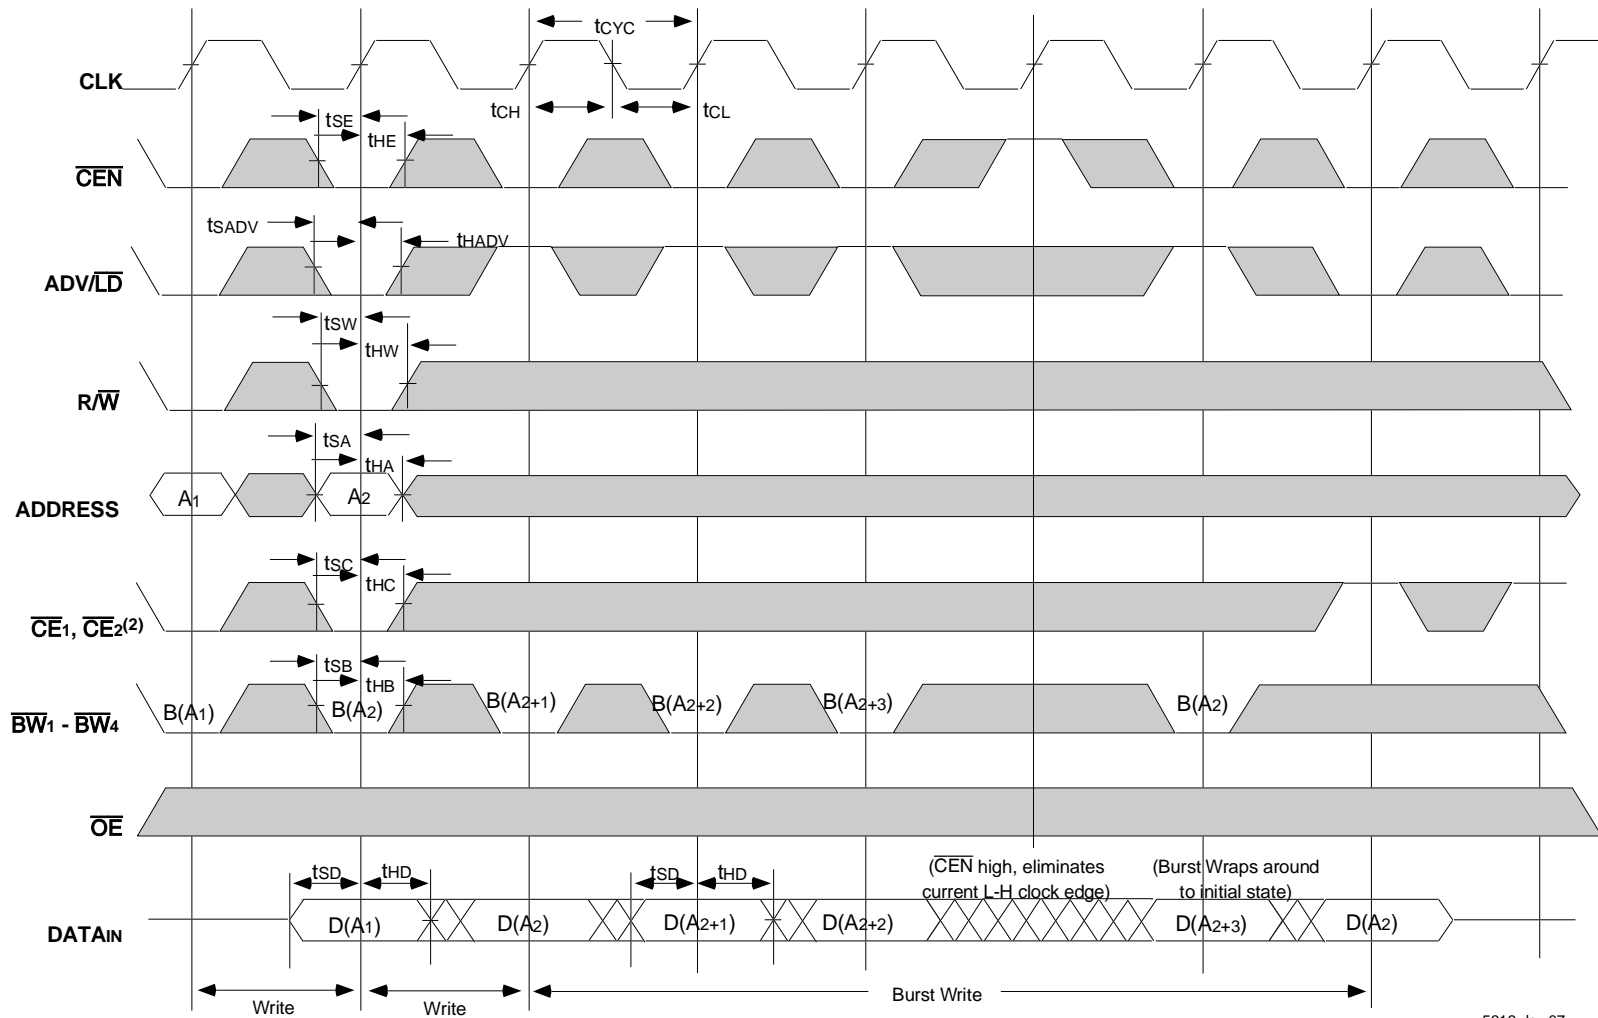 tCYC
CLK
tCH
tCL
tSE
tHE
CEN
tSADV
tHADV
ADV/LD
tSW
tHW
R/W
tSA
tHA
A1
A2
ADDRESS
tSC
tHC
CE1, CE2(2)
tSB
tHB
B(A1)
B(A2)
B(A2+1)
B(A2+2)
B(A2+3)
B(A2)
BW1 - BW4
OE
tSD
tHD
tSD
tHD
(CEN high, eliminates
current L-H clock edge)
(Burst Wraps around
to initial state)
D(A1)
D(A2)
D(A2+1)
D(A2+2)
D(A2+3)
D(A2)
DATAIN
Write
Write
Burst Write